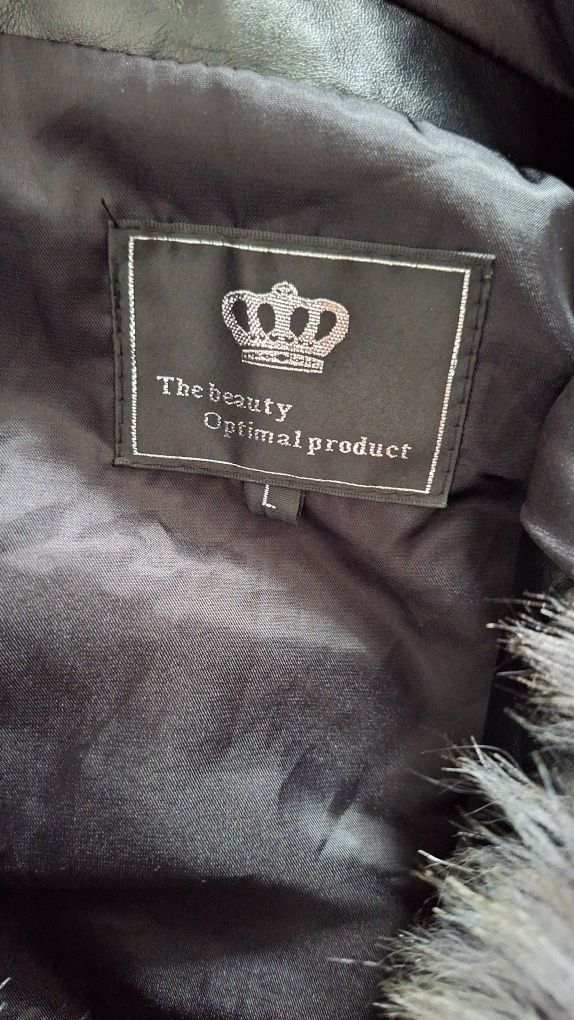 The beauty
Optimal product
L